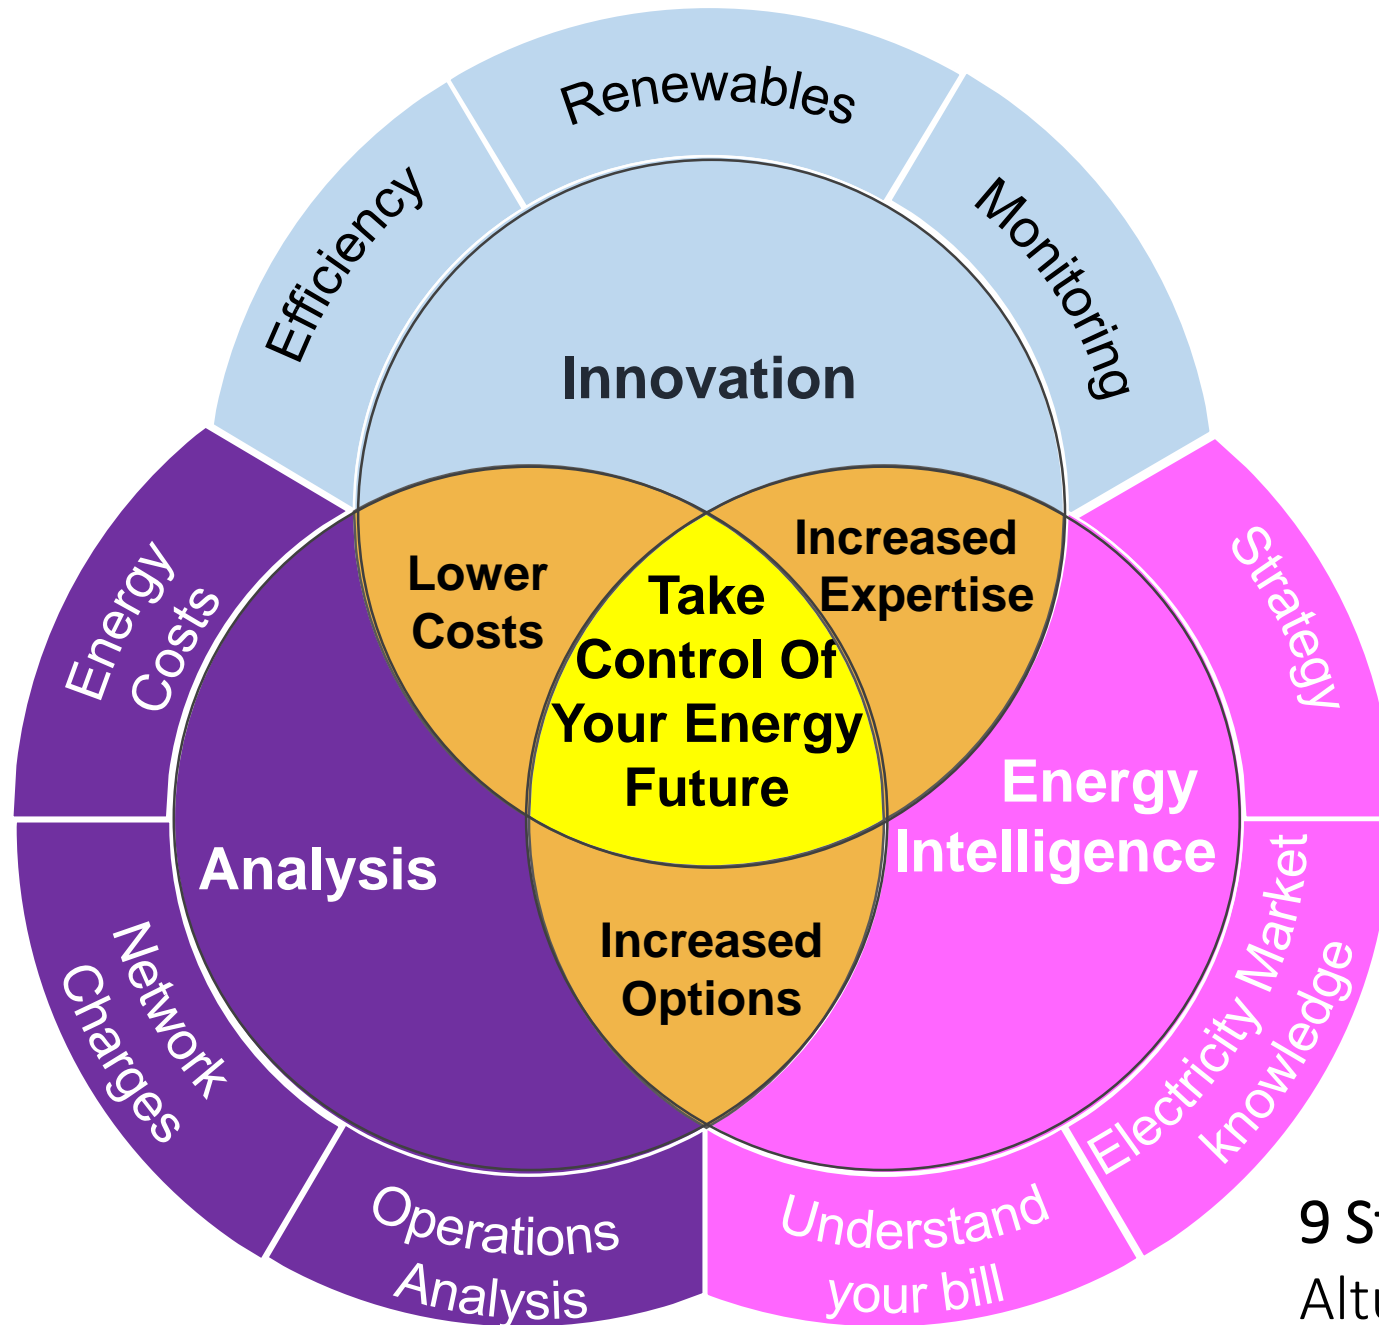 Renewables
Efficiency
Monitoring
Innovation
Energy
Costs
Lower
Costs
Increased
Expertise
Strategy
Take
Control Of
Your Energy
Future
Energy
Intelligence
Analysis
Increased
Options
Network
Charges
Electricity Market
knowledge
Operations
Analysis
Understand
your bill
9